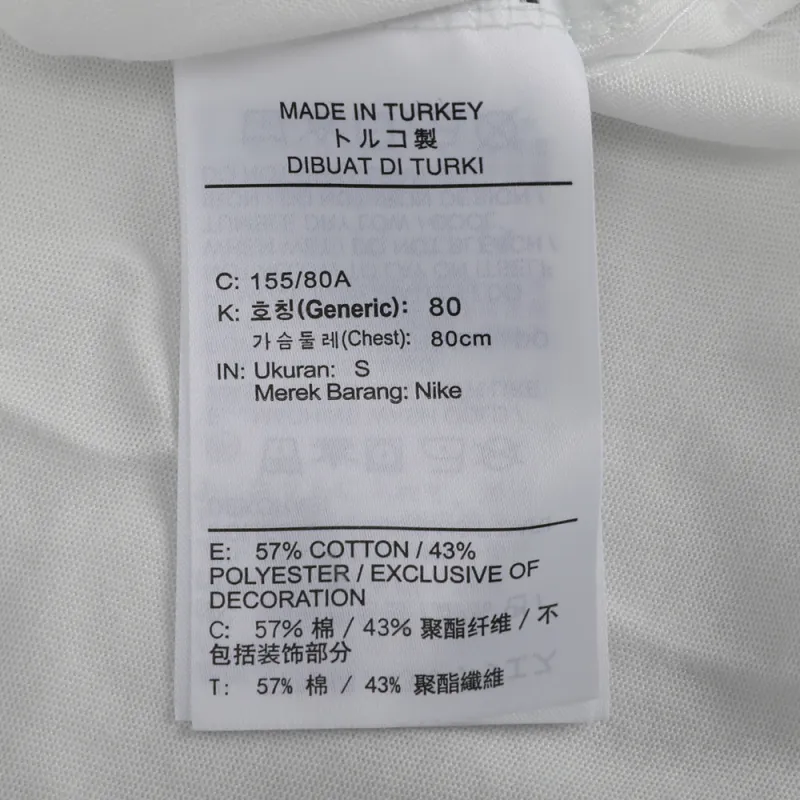 MADE IN TURKEY
トルコ製
DIBUAT DI TURKI
C: 155/80A
K: 호칭(Generic): 80
가슴둘레(Chest): 80cm
IN: Ukuran: S
Merek Barang: Nike
E: 57% COTTON / 43%
POLYESTER / EXCLUSIVE OF
DECORATION
C: 57% 棉 / 43% 聚酯纤维 / 不
包括装饰部分
T: 57% 棉 / 43% 聚酯纖維